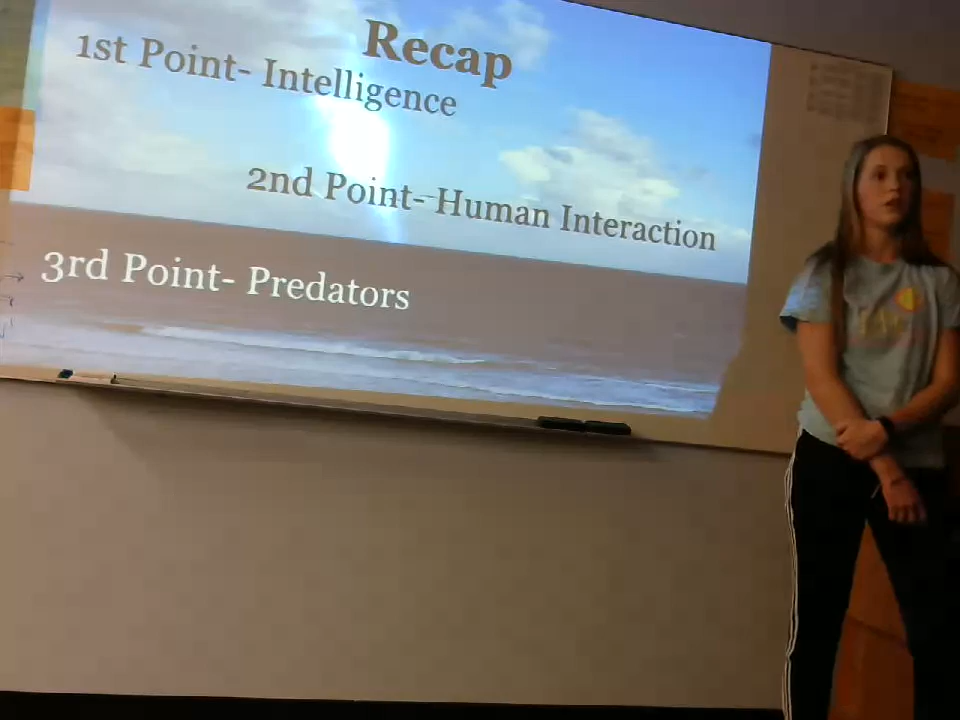 Recap
1st Point- Intelligence
2nd Point- Human Interaction
3rd Point- Predators